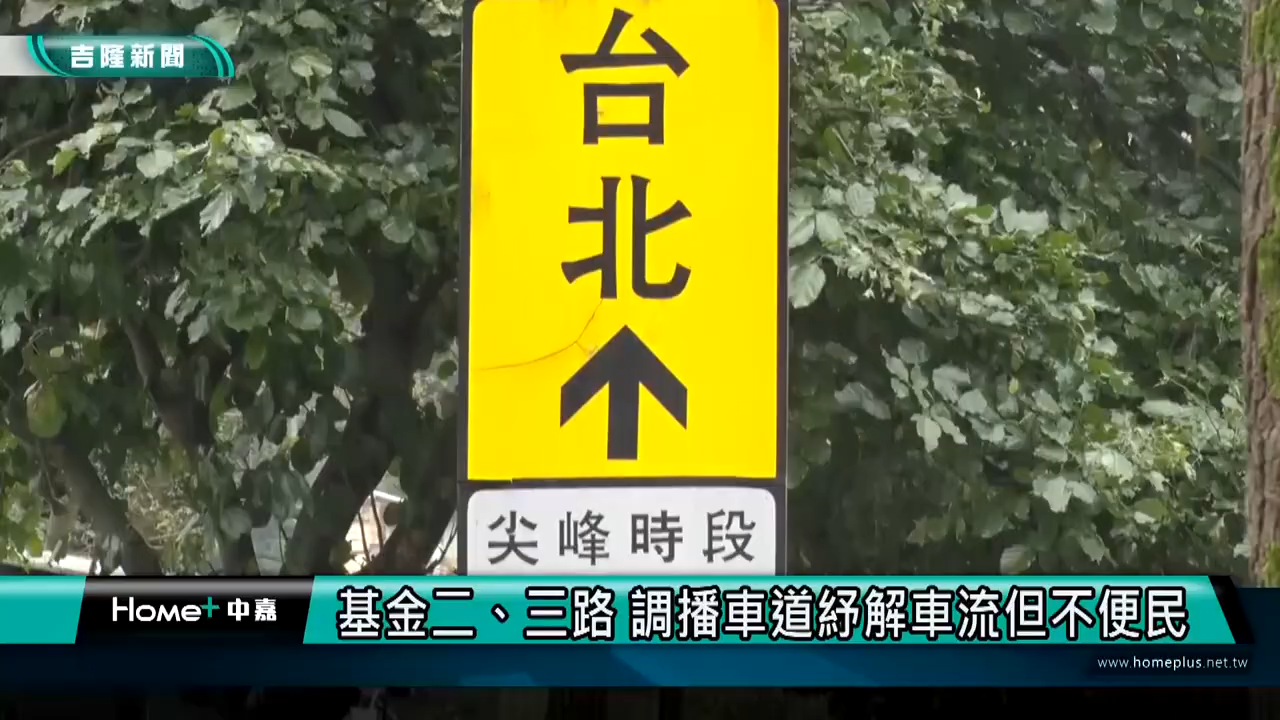 吉隆新聞
台北
尖峰時段
Home+中嘉
基金二、三路 調播車道紓解車流但不便民
www.homeplus.net.tw